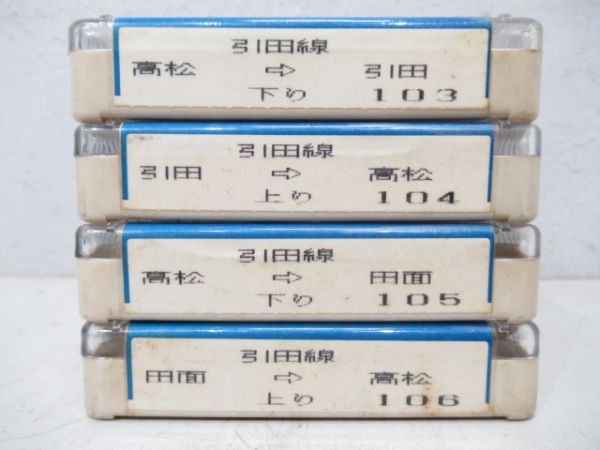 引田線
高松 ⇨ 引田
下り 103
引田線
引田 ⇨ 高松
上り 104
引田線
高松 ⇨ 田面
下り 105
引田線
田面 ⇨ 高松
上り 106